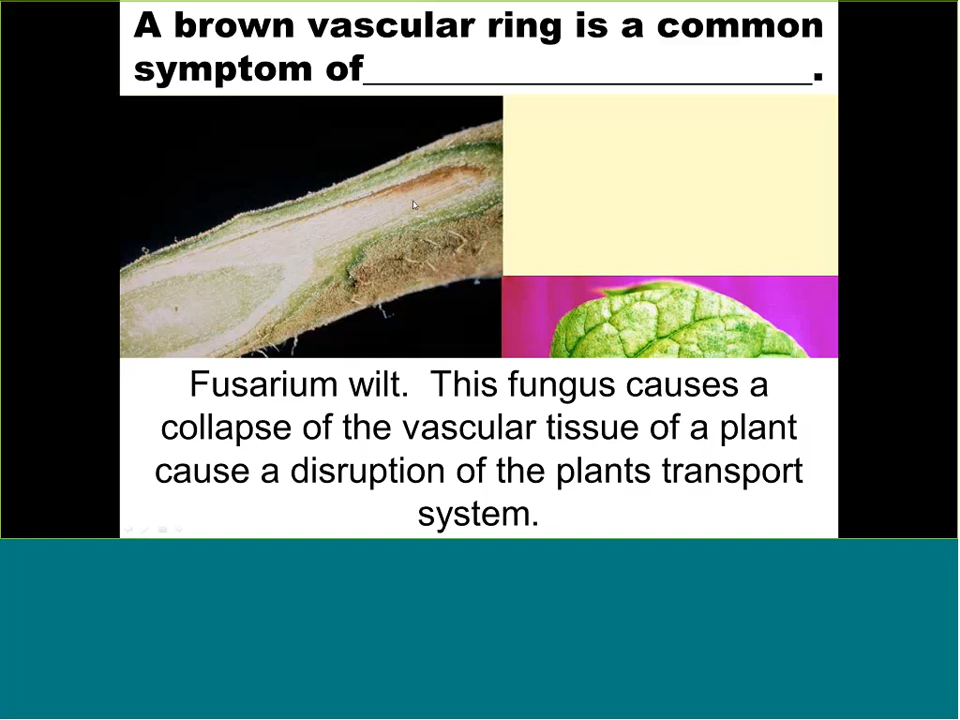 A brown vascular ring is a common
symptom of_________________________.
Fusarium wilt.  This fungus causes a
collapse of the vascular tissue of a plant
cause a disruption of the plants transport
system.